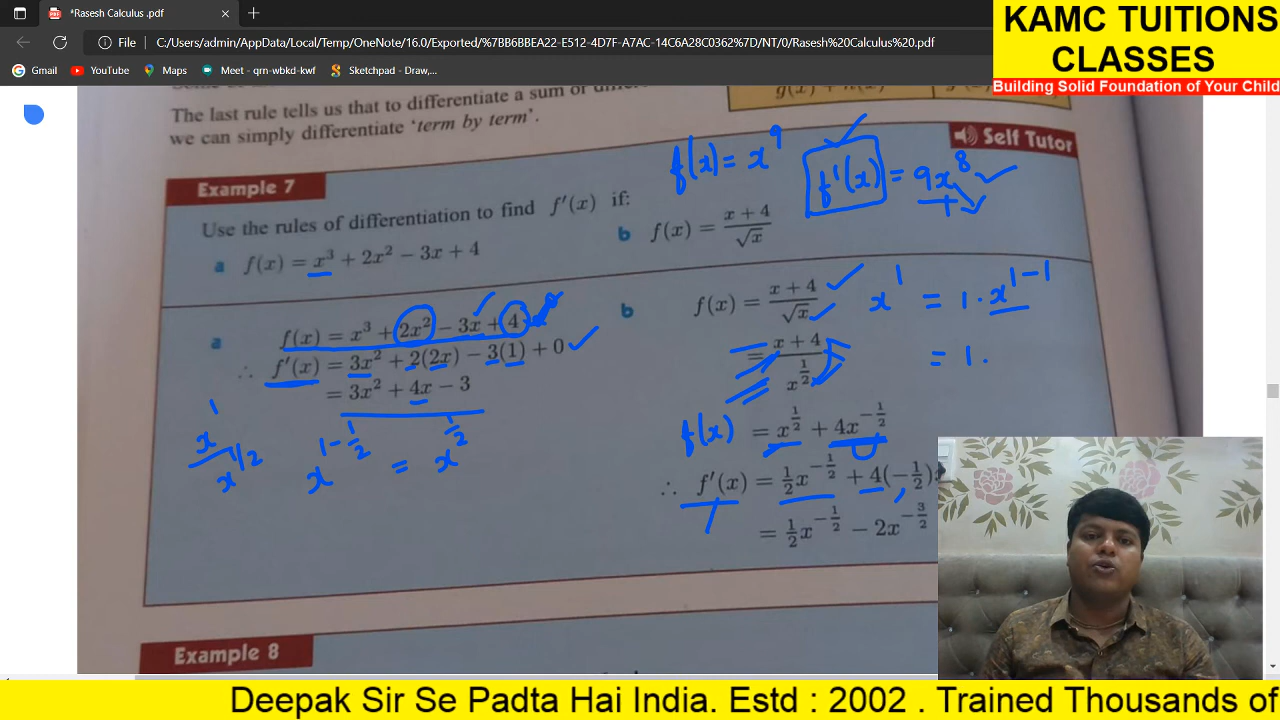 *Rasesh Calculus .pdf
KAMC TUITIONS
CLASSES
Building Solid Foundation of Your Child
File C:/Users/admin/AppData/Local/Temp/OneNote/16.0/Exported/%7BB6BBEA22-E512-4D7F-A7AC-14C6A28C0362%7D/NT/0/Rasesh%20Calculus%20.pdf
Gmail YouTube Maps Meet - qrn-wbkd-kwf Sketchpad - Draw,...
The last rule tells us that to differentiate a sum or
we can simply differentiate ‘term by term’.
Self Tutor
f(x) = x⁹ f'(x) = 9x⁸
Example 7
Use the rules of differentiation to find f′(x) if:
a f(x) = x³ + 2x² − 3x + 4
b f(x) = (x + 4)/√x
a f(x) = x³ + 2x² − 3x + 4
∴ f′(x) = 3x² + 2(2x) − 3(1) + 0
= 3x² + 4x − 3
x¹/x^1/2 x^(1-1/2) = x^(1/2)
b f(x) = (x + 4)/√x
= (x + 4)/x^(1/2)
f(x) = x^(1/2) + 4x^(−1/2)
∴ f′(x) = ½x^(−1/2) + 4(−½)x
= ½x^(−1/2) − 2x^(−3/2)
x¹ = 1·x^(1-1)
= 1.
Example 8
Deepak Sir Se Padta Hai India. Estd : 2002 . Trained Thousands of